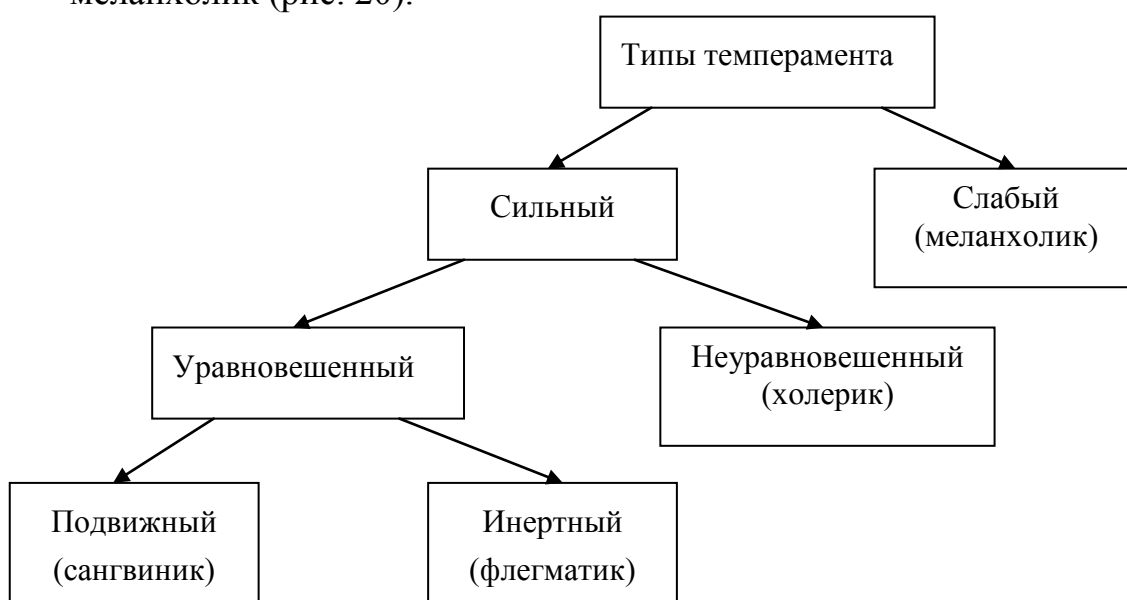 меланхолик (рис. 20).
Типы темперамента
Сильный
Слабый
(меланхолик)
Уравновешенный
Неуравновешенный
(холерик)
Подвижный
(сангвиник)
Инертный
(флегматик)